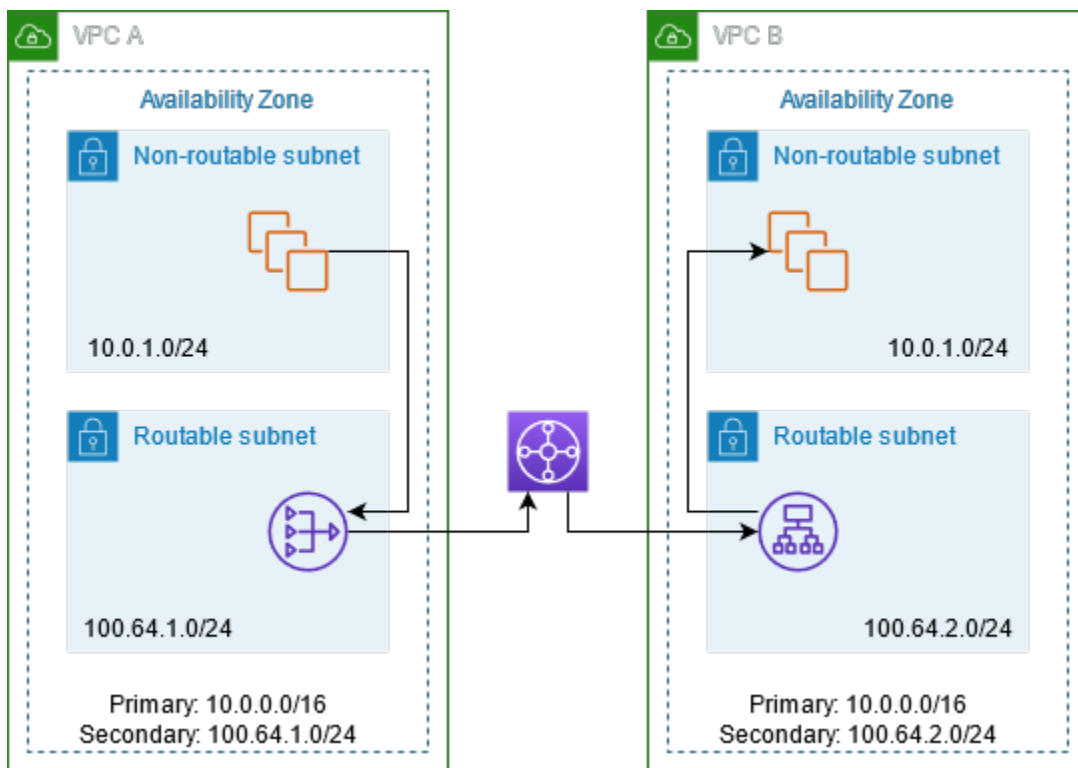 VPC A
Availability Zone
Non-routable subnet
10.0.1.0/24
Routable subnet
100.64.1.0/24
Primary: 10.0.0.0/16
Secondary: 100.64.1.0/24
VPC B
Availability Zone
Non-routable subnet
10.0.1.0/24
Routable subnet
100.64.2.0/24
Primary: 10.0.0.0/16
Secondary: 100.64.2.0/24